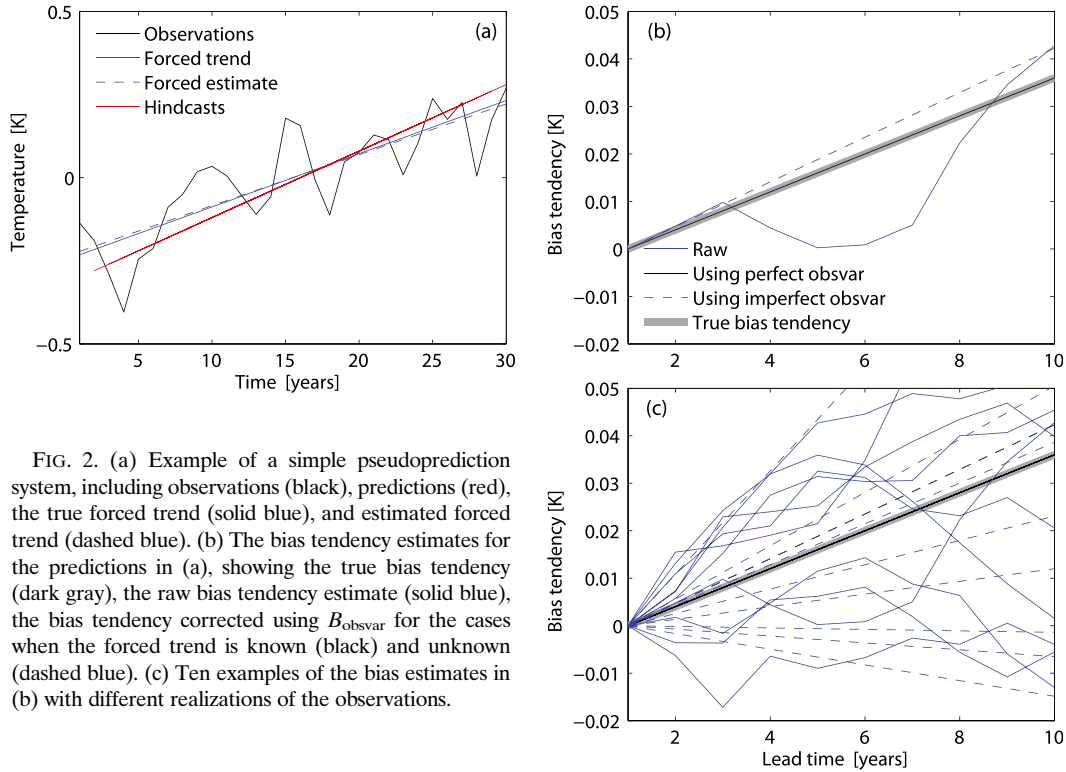 0.5
0
−0.5
Temperature [K]
Observations
Forced trend
Forced estimate
Hindcasts
(a)
5
10
15
20
25
30
Time [years]
0.05
0.04
0.03
0.02
0.01
0
−0.01
−0.02
Bias tendency [K]
(b)
Raw
Using perfect obsvar
Using imperfect obsvar
True bias tendency
2
4
6
8
10
0.05
0.04
0.03
0.02
0.01
0
−0.01
−0.02
Bias tendency [K]
(c)
2
4
6
8
10
Lead time [years]
FIG. 2. (a) Example of a simple pseudoprediction
system, including observations (black), predictions (red),
the true forced trend (solid blue), and estimated forced
trend (dashed blue). (b) The bias tendency estimates for
the predictions in (a), showing the true bias tendency
(dark gray), the raw bias tendency estimate (solid blue),
the bias tendency corrected using Bobsvar for the cases
when the forced trend is known (black) and unknown
(dashed blue). (c) Ten examples of the bias estimates in
(b) with different realizations of the observations.